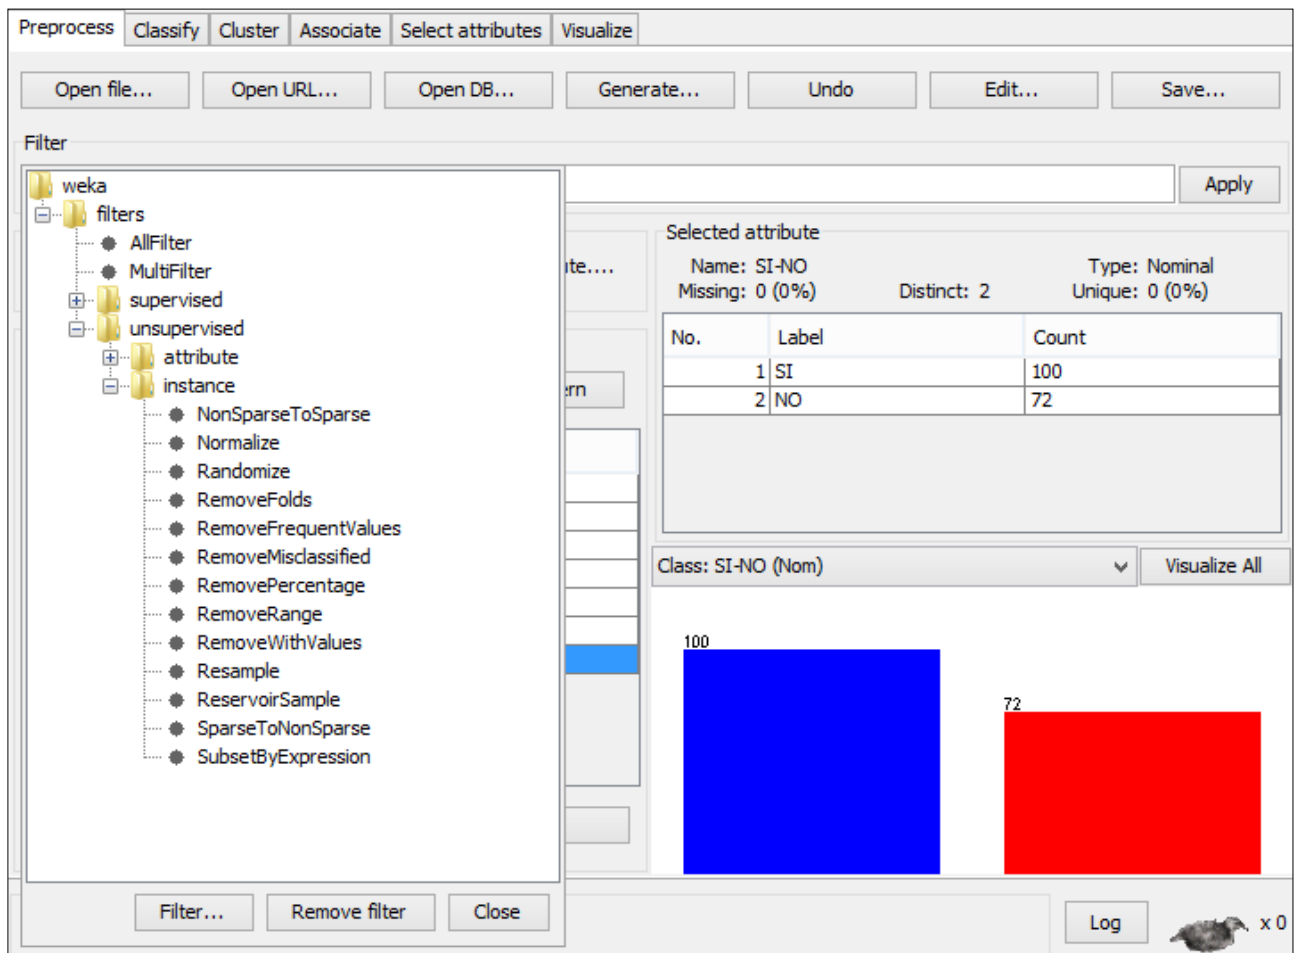 Preprocess Classify Cluster Associate Select attributes Visualize
Open file... Open URL... Open DB... Generate... Undo Edit... Save...
Filter
weka
Apply
filters
AllFilter
MultiFilter
supervised
unsupervised
attribute
instance
NonSparseToSparse
Normalize
Randomize
RemoveFolds
RemoveFrequentValues
RemoveMisclassified
RemovePercentage
RemoveRange
RemoveWithValues
Resample
ReservoirSample
SparseToNonSparse
SubsetByExpression
Filter... Remove filter Close
ute....
ern
Selected attribute
Name: SI-NO Type: Nominal
Missing: 0 (0%) Distinct: 2 Unique: 0 (0%)
No. Label Count
1 SI 100
2 NO 72
Class: SI-NO (Nom) Visualize All
100
72
Log x 0